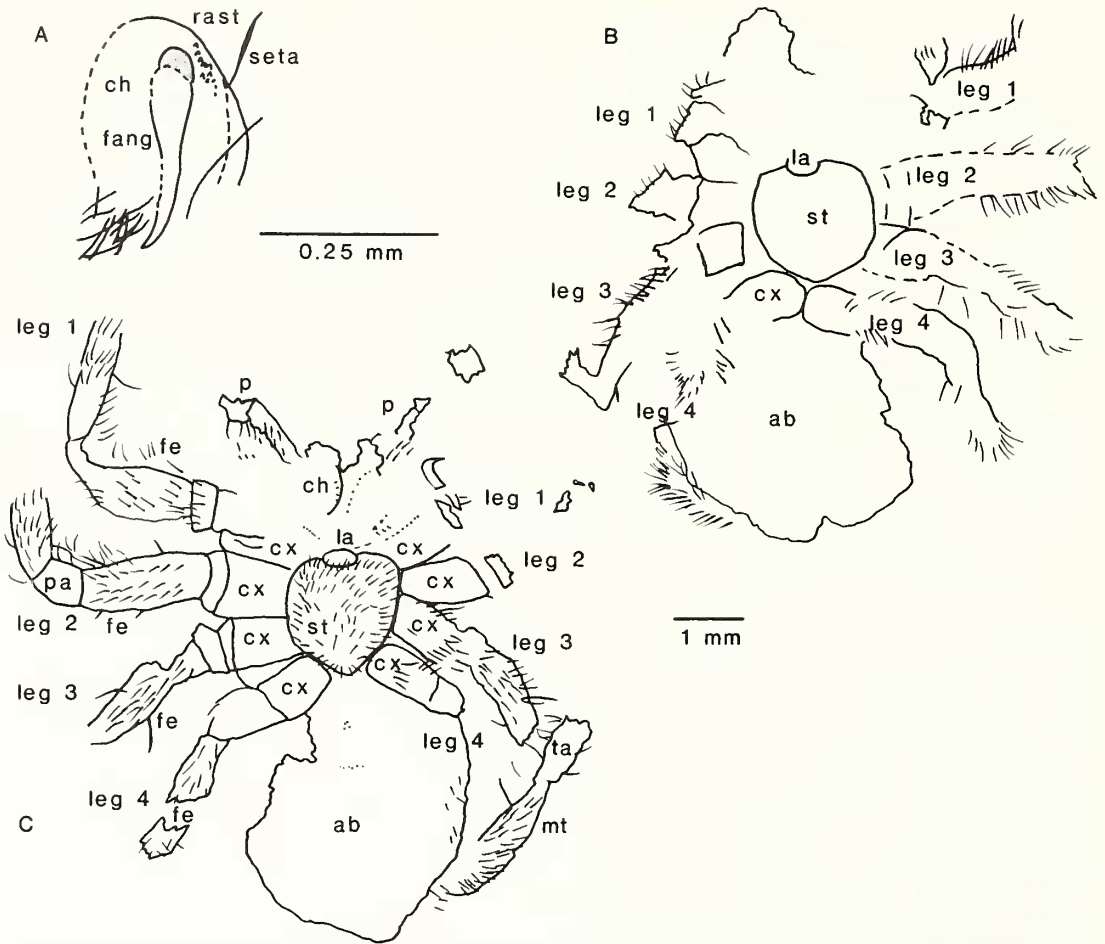 A
rast
seta
ch
fang
0.25 mm
B
leg 1
leg 1
la
leg 2
leg 2
st
leg 3
leg 3
cx
leg 4
leg 4
ab
1 mm
leg 1
p
p
fe
ch
leg 1
la
cx
cx
leg 2
pa
cx
cx
leg 2
fe
st
cx
cx
leg 3
cx
cx
leg 3
fe
leg 4
ta
leg 4
fe
C
ab
mt